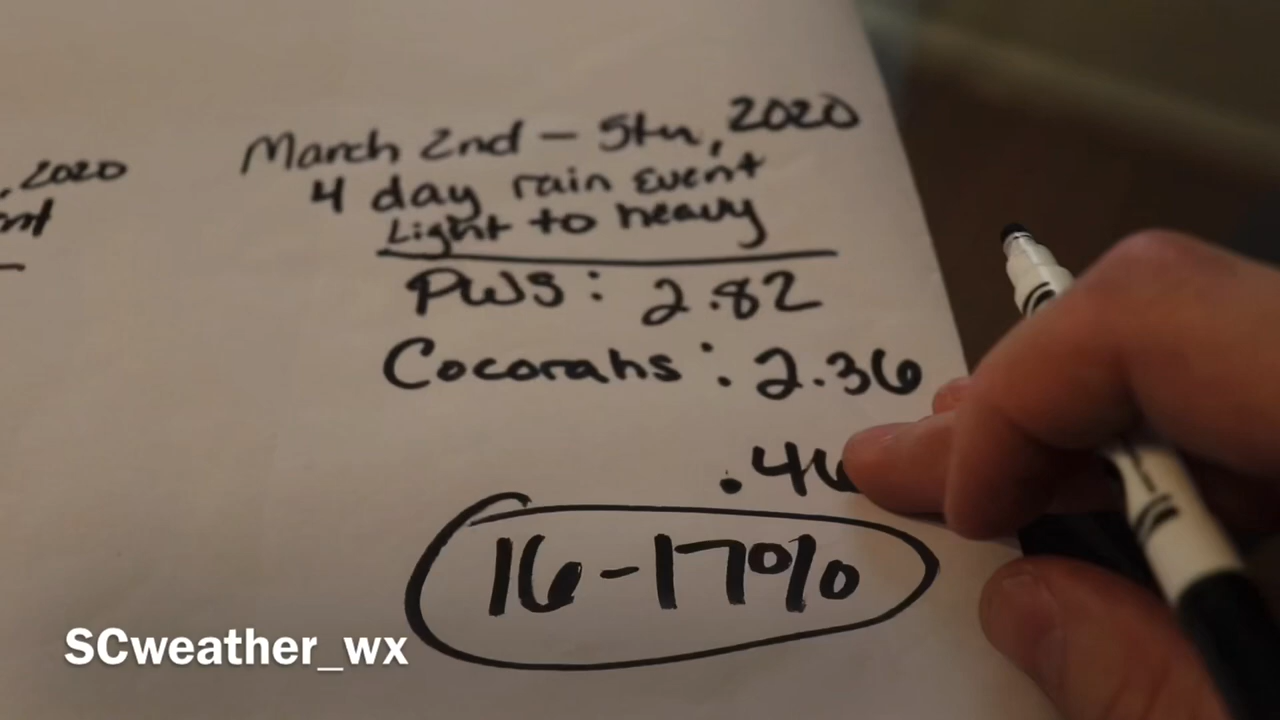 , 2020
March 2nd - 5th, 2020
4 day rain event
Light to heavy
PWS: 2.82
Cocorahs: 2.36
.46
16-17%
SCweather_wx